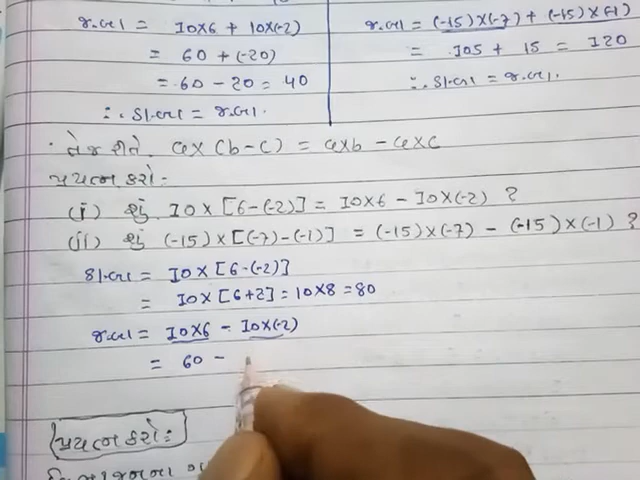 જ.બા = 10×6 + 10×(-2)
= 60 + (-20)
= 60 - 20 = 40
∴ ડા.બા = જ.બા.
જ.બા = (-15)×(-7) + (-15)×(-1)
= 105 + 15 = 120
∴ ડા.બા = જ.બા.
તેજ રીતે a×(b-c) = a×b - a×c
પ્રયત્ન કરો:-
(i) શું 10×[6-(-2)] = 10×6 - 10×(-2) ?
(ii) શું (-15)×[(-7)-(-1)] = (-15)×(-7) - (-15)×(-1) ?
ડા.બા = 10×[6-(-2)]
= 10×[6+2] = 10×8 = 80
જ.બા = 10×6 - 10×(-2)
= 60 -
પ્રયત્ન કરો:-